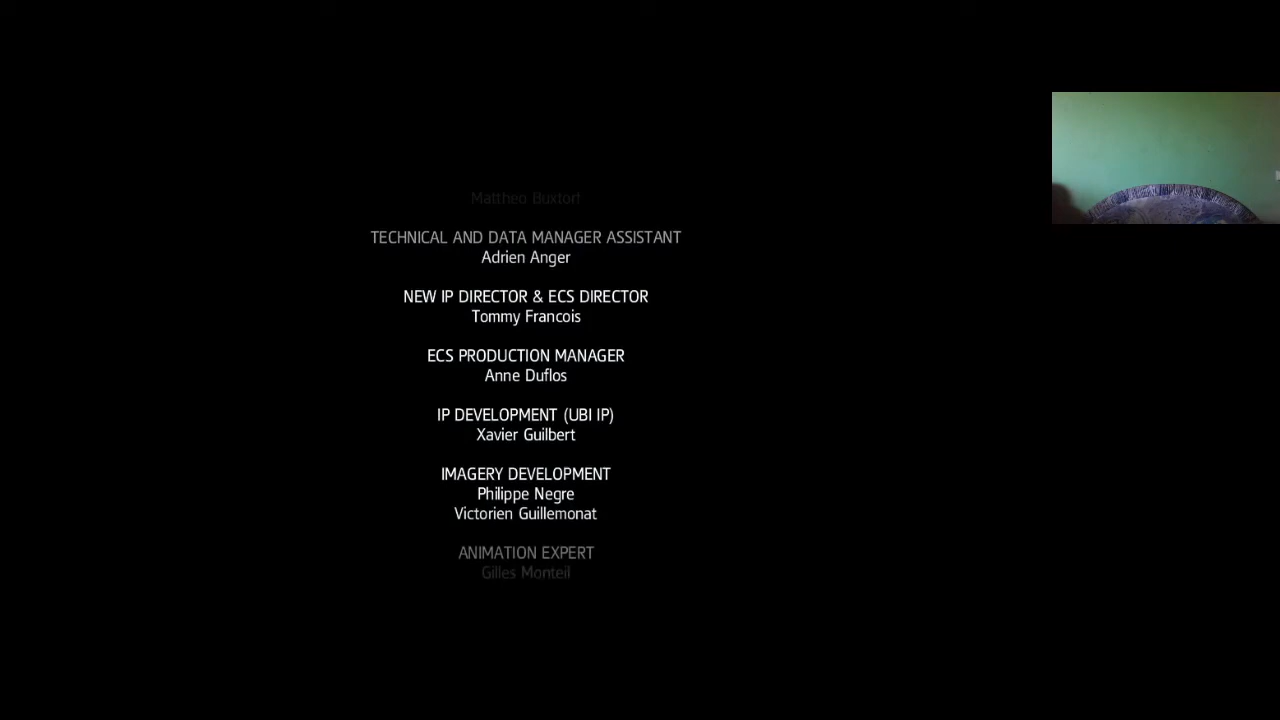 Mattheo Buxtorf
TECHNICAL AND DATA MANAGER ASSISTANT
Adrien Anger
NEW IP DIRECTOR & ECS DIRECTOR
Tommy Francois
ECS PRODUCTION MANAGER
Anne Duflos
IP DEVELOPMENT (UBI IP)
Xavier Guilbert
IMAGERY DEVELOPMENT
Philippe Negre
Victorien Guillemonat
ANIMATION EXPERT
Gilles Monteil